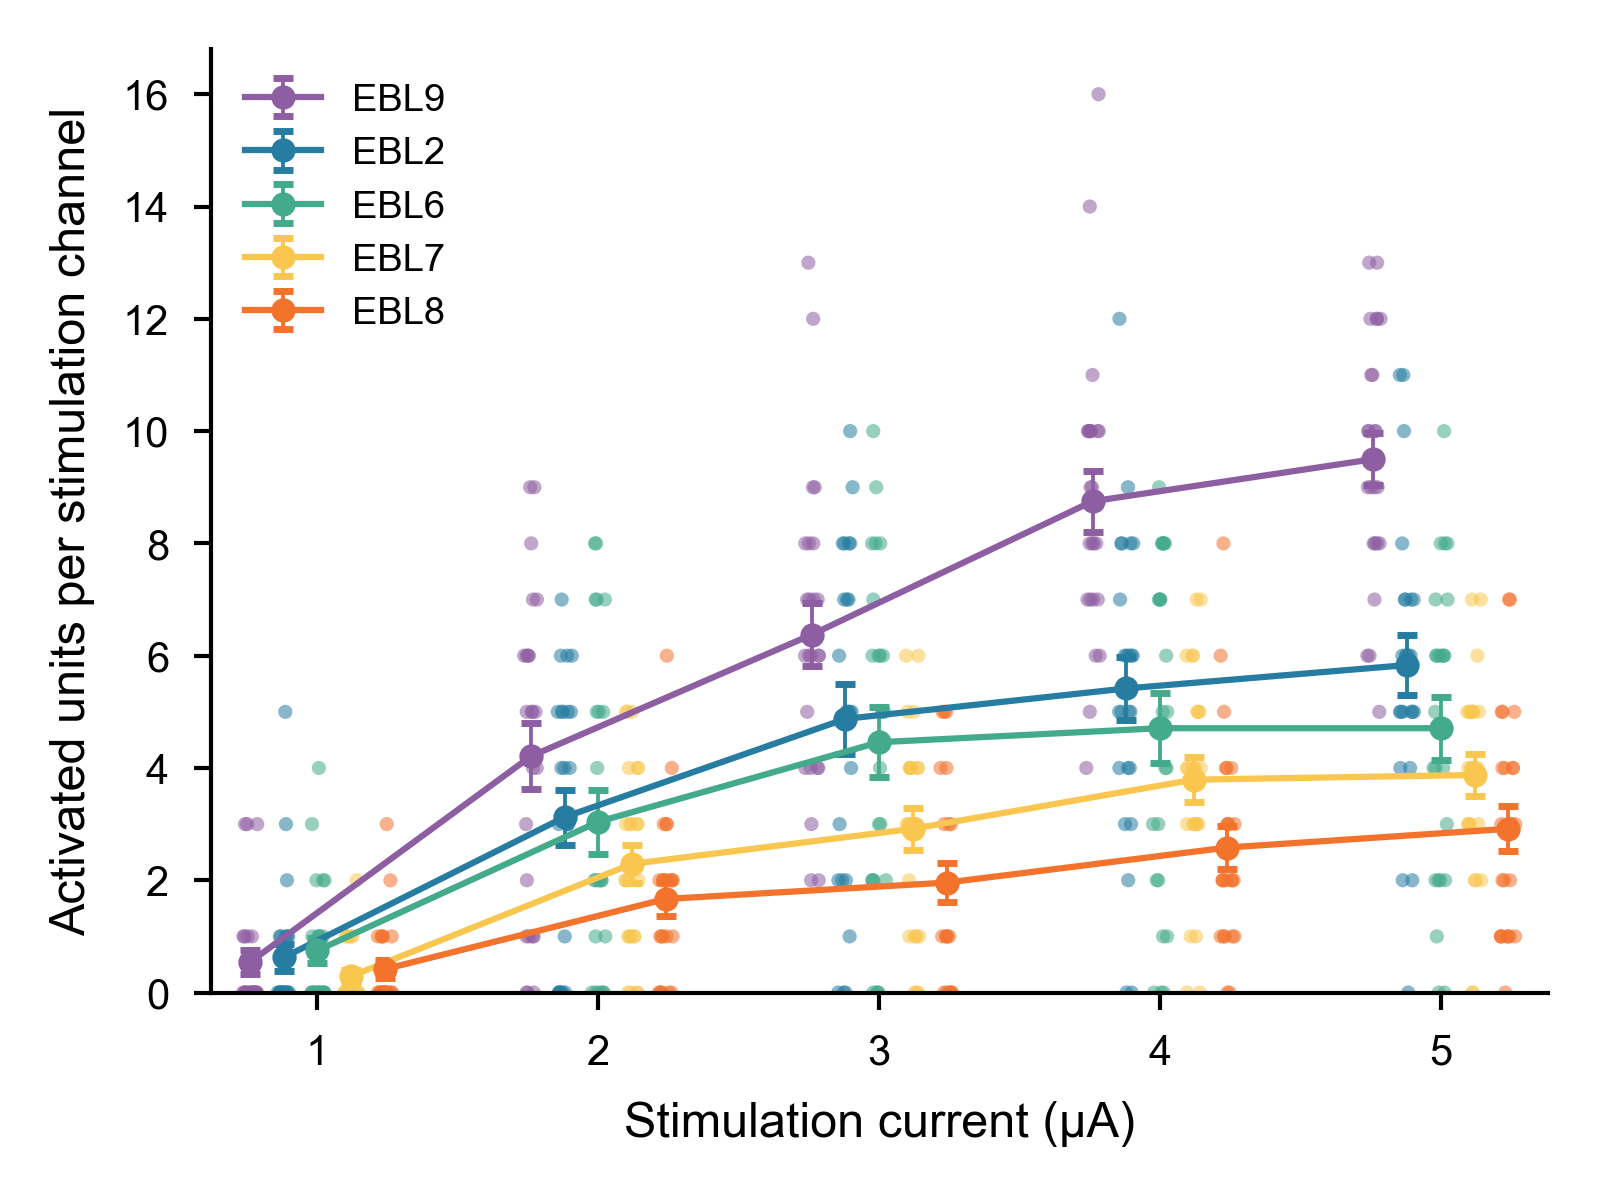 Activated units per stimulation channel
16
14
12
10
8
6
4
2
0
EBL9
EBL2
EBL6
EBL7
EBL8
1 2 3 4 5
Stimulation current (µA)